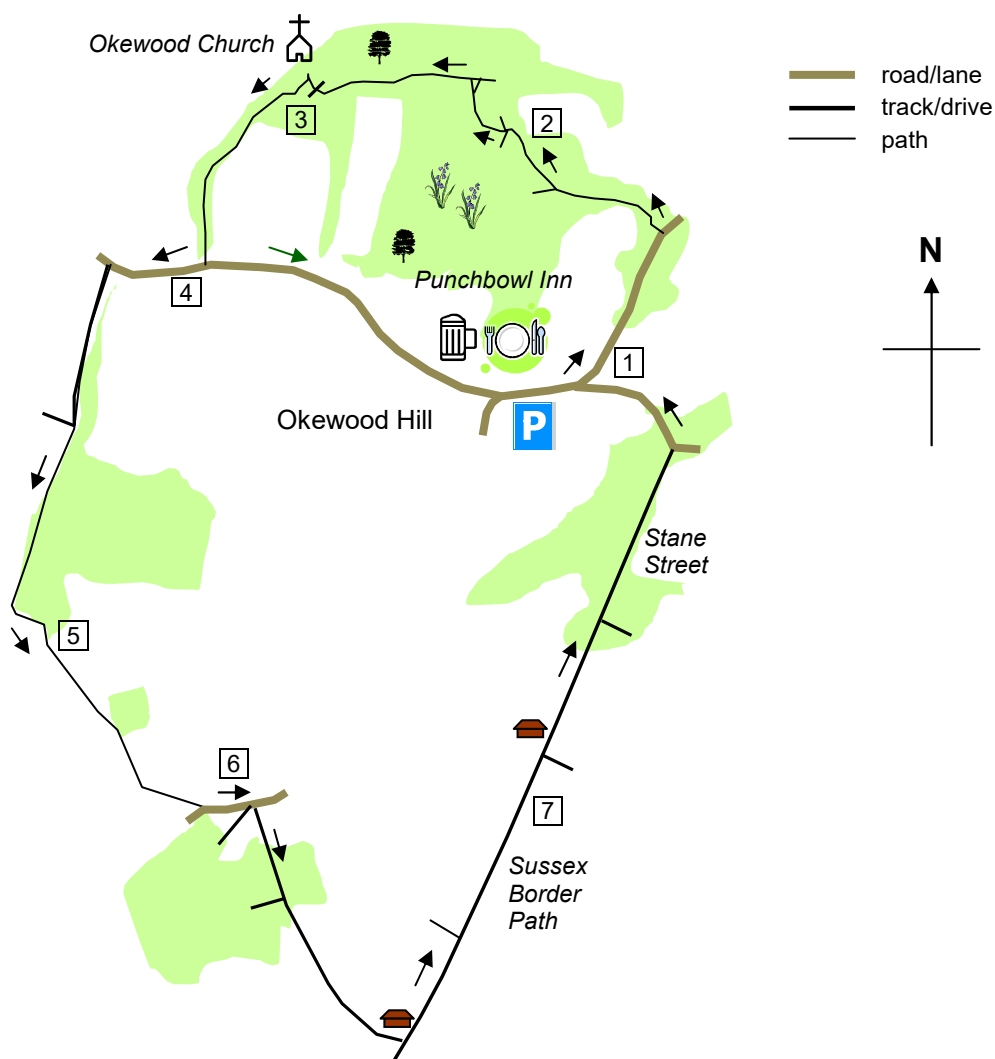 Okewood Church
road/lane
track/drive
path
3
2
N
Punchbowl Inn
4
1
Okewood Hill
P
Stane
Street
5
6
7
Sussex
Border
Path